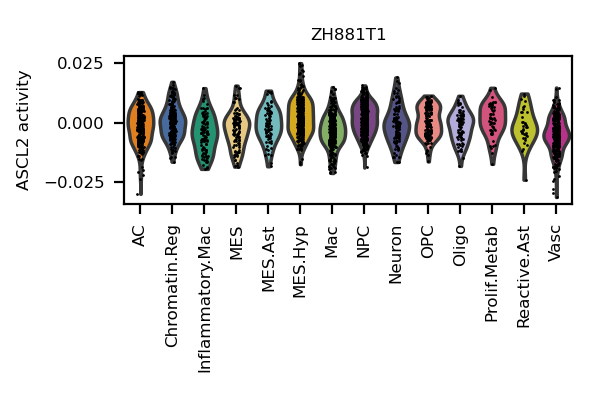 ZH881T1
ASCL2 activity
0.025
0.000
−0.025
AC
Chromatin.Reg
Inflammatory.Mac
MES
MES.Ast
MES.Hyp
Mac
NPC
Neuron
OPC
Oligo
Prolif.Metab
Reactive.Ast
Vasc